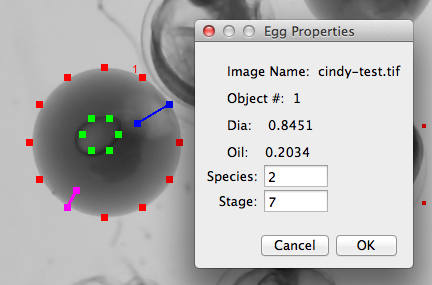 Egg Properties
1
Image Name: cindy-test.tif
Object #: 1
Dia: 0.8451
Oil: 0.2034
Species: 2
Stage: 7
Cancel OK